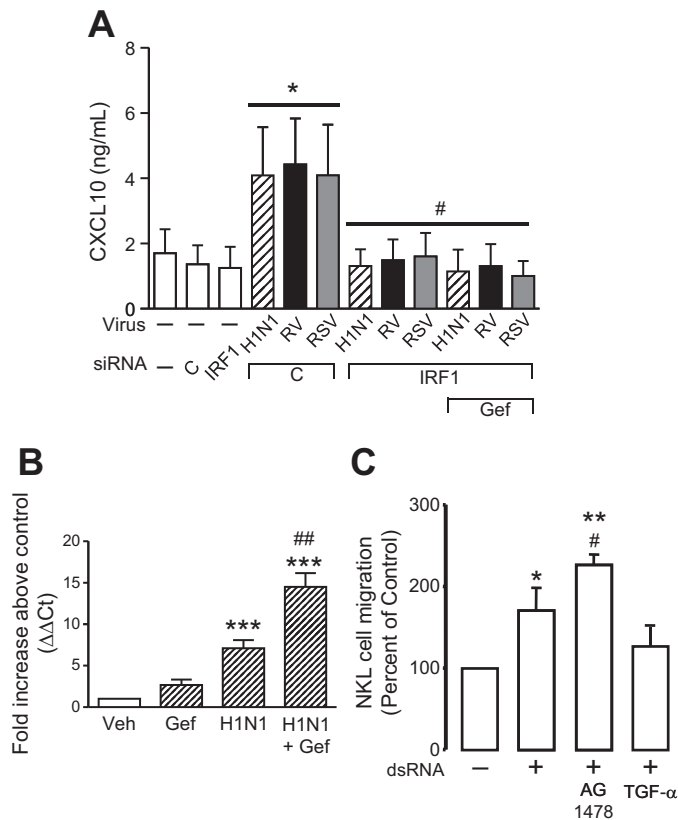 A
8
6
4
2
0
CXCL10 (ng/mL)
*
#
Virus – – – H1N1 RV RSV H1N1 RV RSV H1N1 RV RSV
siRNA – C IRF1 C IRF1
Gef
B
Fold increase above control
(ΔΔCt)
20
15
10
5
0
***
##
***
Veh Gef H1N1 H1N1
+ Gef
C
NKL cell migration
(Percent of Control)
300
200
100
0
*
**
#
dsRNA – + + +
AG TGF-α
1478